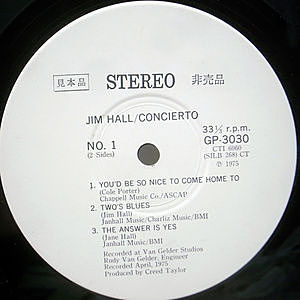 見本品 STEREO 非売品
JIM HALL/CONCIERTO
NO. 1 33⅓ r.p.m.
(2 Sides) GP-3030
CTI 6060
(SILB 268) CT
Ⓟ 1975
1. YOU'D BE SO NICE TO COME HOME TO
(Cole Porter)
Chappell Music Co./ASCAP
2. TWO'S BLUES
(Jim Hall)
Janhall Music/Charliz Music/BMI
3. THE ANSWER IS YES
(Jane Hall)
Janhall Music/BMI
Recorded at Van Gelder Studios
Rudy Van Gelder, Engineer
Recorded April, 1975
Produced by Creed Taylor